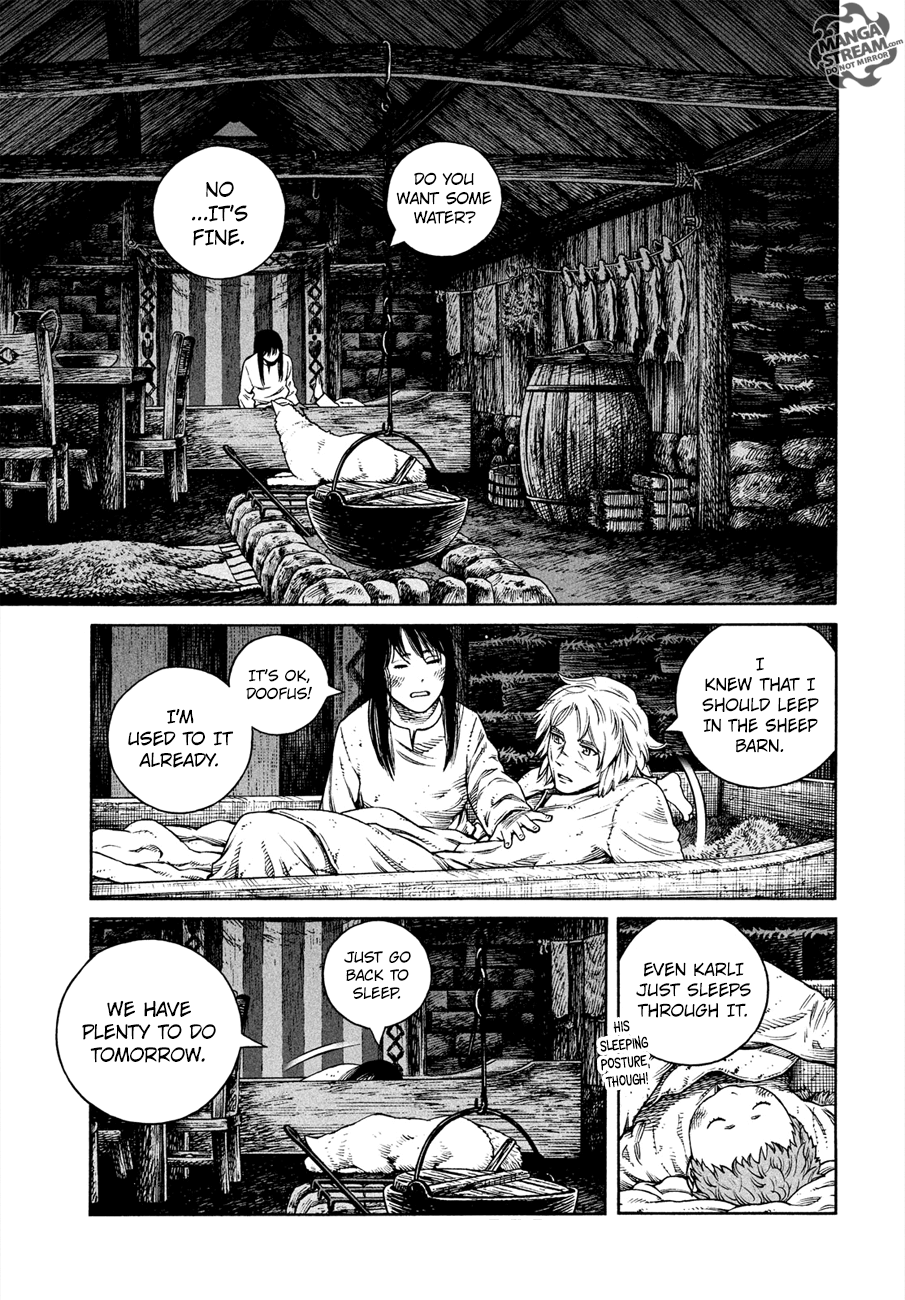 MANGA
STREAM.com
DO NOT MIRROR
DO YOU
WANT SOME
WATER?
NO
...IT'S
FINE.
I
KNEW THAT I
SHOULD LEEP
IN THE SHEEP
BARN.
IT'S OK,
DOOFUS!
I'M
USED TO IT
ALREADY.
EVEN KARLI
JUST SLEEPS
THROUGH IT.
HIS
SLEEPING
POSTURE,
THOUGH!
JUST GO
BACK TO
SLEEP.
WE HAVE
PLENTY TO DO
TOMORROW.